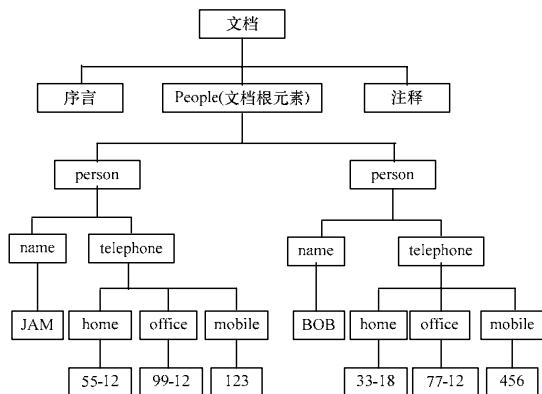 文档
序言 People(文档根元素) 注释
person person
name telephone name telephone
JAM home office mobile BOB home office mobile
55-12 99-12 123 33-18 77-12 456